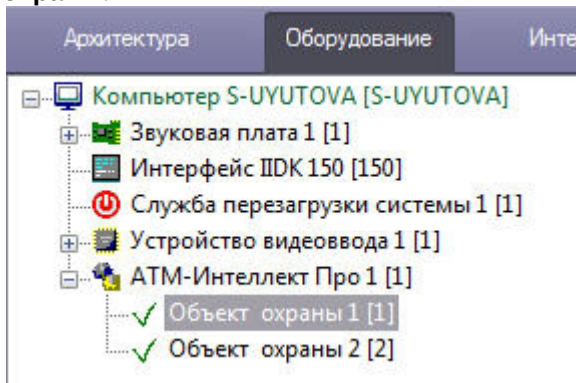 Архитектура Оборудование Инте
Компьютер S-UYUTOVA [S-UYUTOVA]
Звуковая плата 1 [1]
Интерфейс IIDK 150 [150]
Служба перезагрузки системы 1 [1]
Устройство видеоввода 1 [1]
АТМ-Интеллект Про 1 [1]
Объект охраны 1 [1]
Объект охраны 2 [2]